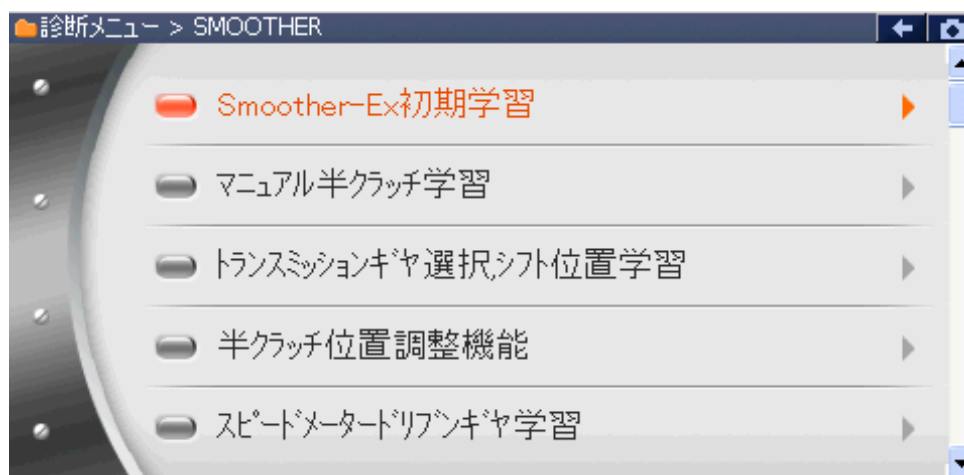 診断メニュー > SMOOTHER
Smoother-Ex初期学習
マニュアル半クラッチ学習
トランスミッションギヤ選択,シフト位置学習
半クラッチ位置調整機能
スピードメータードリブンギヤ学習